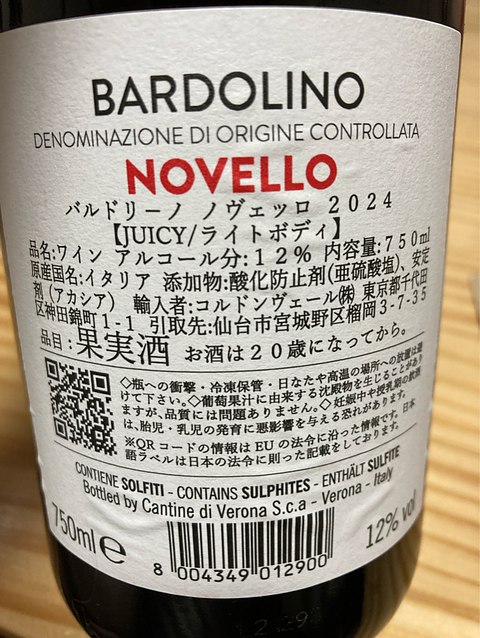 BARDOLINO
DENOMINAZIONE DI ORIGINE CONTROLLATA
NOVELLO
バルドリーノ ノヴェッロ 2024
【JUICY/ライトボディ】
品名:ワイン アルコール分:12% 内容量:750ml
原産国名:イタリア 添加物:酸化防止剤(亜硫酸塩)、安定
剤(アカシア) 輸入者:コルドンヴェール㈱ 東京都千代田
区神田錦町1-1 引取先:仙台市宮城野区榴岡3-7-35
品目:果実酒 お酒は20歳になってから。
◇瓶への衝撃・冷凍保管・日なたや高温の場所への放置は避
けて下さい。◇葡萄果汁に由来する沈殿物を生じることがあり
ますが、品質には問題ありません。◇妊娠中や授乳期の飲酒
は、胎児・乳児の発育に悪影響を与える恐れがあります。
※QRコードの情報はEUの法令に沿った情報です。日本
語ラベルは日本の法令に則った記載をしております。
CONTIENE SOLFITI - CONTAINS SULPHITES - ENTHÄLT SULFITE
Bottled by Cantine di Verona S.c.a - Verona - Italy
750ml e
12% vol
8 004349 012900